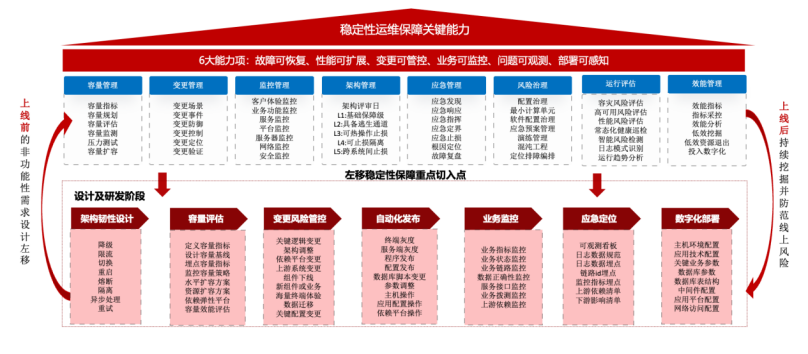 稳定性运维保障关键能力
6大能力项：故障可恢复、性能可扩展、变更可管控、业务可监控、问题可观测、部署可感知
容量管理
容量指标
容量规划
容量评估
容量监测
压力测试
容量扩容
变更管理
变更场景
变更事件
变更防御
变更控制
变更定位
变更验证
监控管理
客户体验监控
业务功能监控
服务监控
平台监控
服务器监控
网络监控
安全监控
架构管理
架构评审日
L1:基础保障级
L2:具备逃生通道
L3:可热操作止损
L4:可止损隔离
L5:跨系统间止损
应急管理
应急发现
应急响应
应急指挥
应急定界
应急止损
根因定位
故障复盘
风险治理
配置治理
最小计算单元
软件配置治理
应急预案管理
演练管理
混沌工程
定位排障编排
运行评估
容灾风险评估
高可用风险评估
性能风险评估
常态化健康巡检
智能风险检测
日志模式识别
运行趋势分析
效能管理
效能指标
指标采控
效能分析
低效挖掘
低效资源退出
投入数字化
上线前的非功能性需求设计左移
上线后持续挖掘并防范线上风险
左移稳定性保障重点切入点
设计及研发阶段
架构韧性设计
降级
限流
切换
重启
熔断
隔离
异步处理
重试
容量评估
定义容量指标
设计容量基线
埋点容量指标
监控容量策略
水平扩容方案
资源扩容方案
依赖弹性平台
容量效能评估
变更风险管控
关键逻辑变更
架构调整
依赖平台变更
上游系统变更
组件下线
新组件或业务
海量终端体验
数据迁移
关键配置变更
自动化发布
终端灰度
服务端灰度
程序发布
配置发布
数据库脚本变更
参数调整
主机操作
应用配置操作
依赖平台操作
业务监控
业务指标监控
业务状态监控
业务链路监控
数据正确性监控
服务接口监控
业务拨测监控
上游依赖监控
应急定位
可观测看板
日志数据规范
日志数据埋点
链路id埋点
监控指标埋点
上游依赖清单
下游影响清单
数字化部署
主机环境配置
应用环境配置
关键业务参数
数据库参数
数据库表结构
中间件配置
应用平台配置
网络访问配置